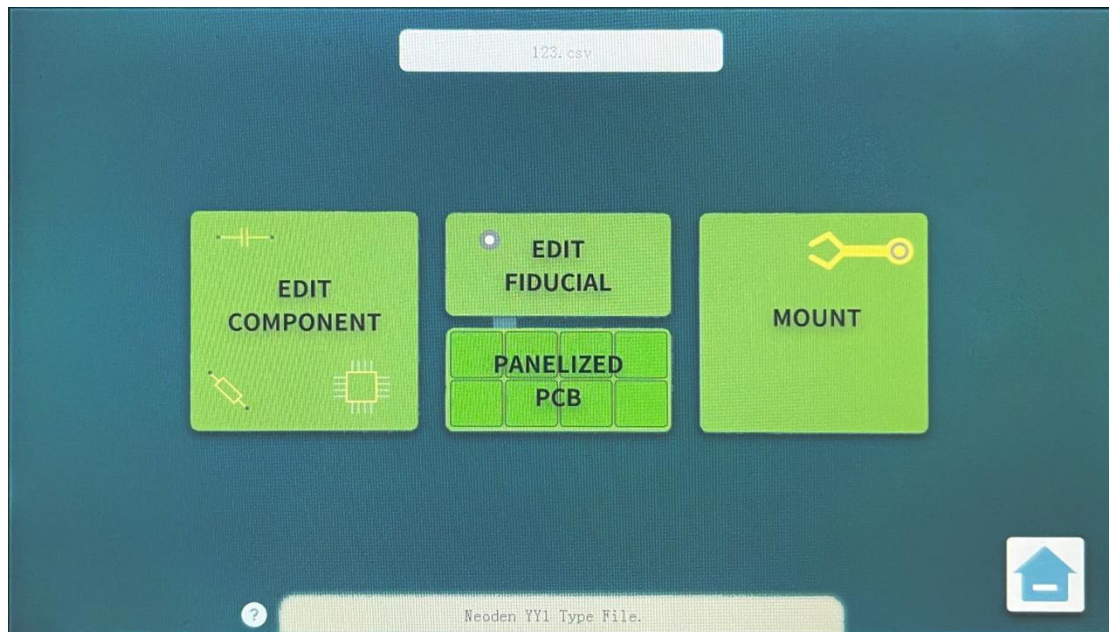 123.csv
EDIT
COMPONENT
EDIT
FIDUCIAL
PANELIZED
PCB
MOUNT
?
Neoden YY1 Type File.